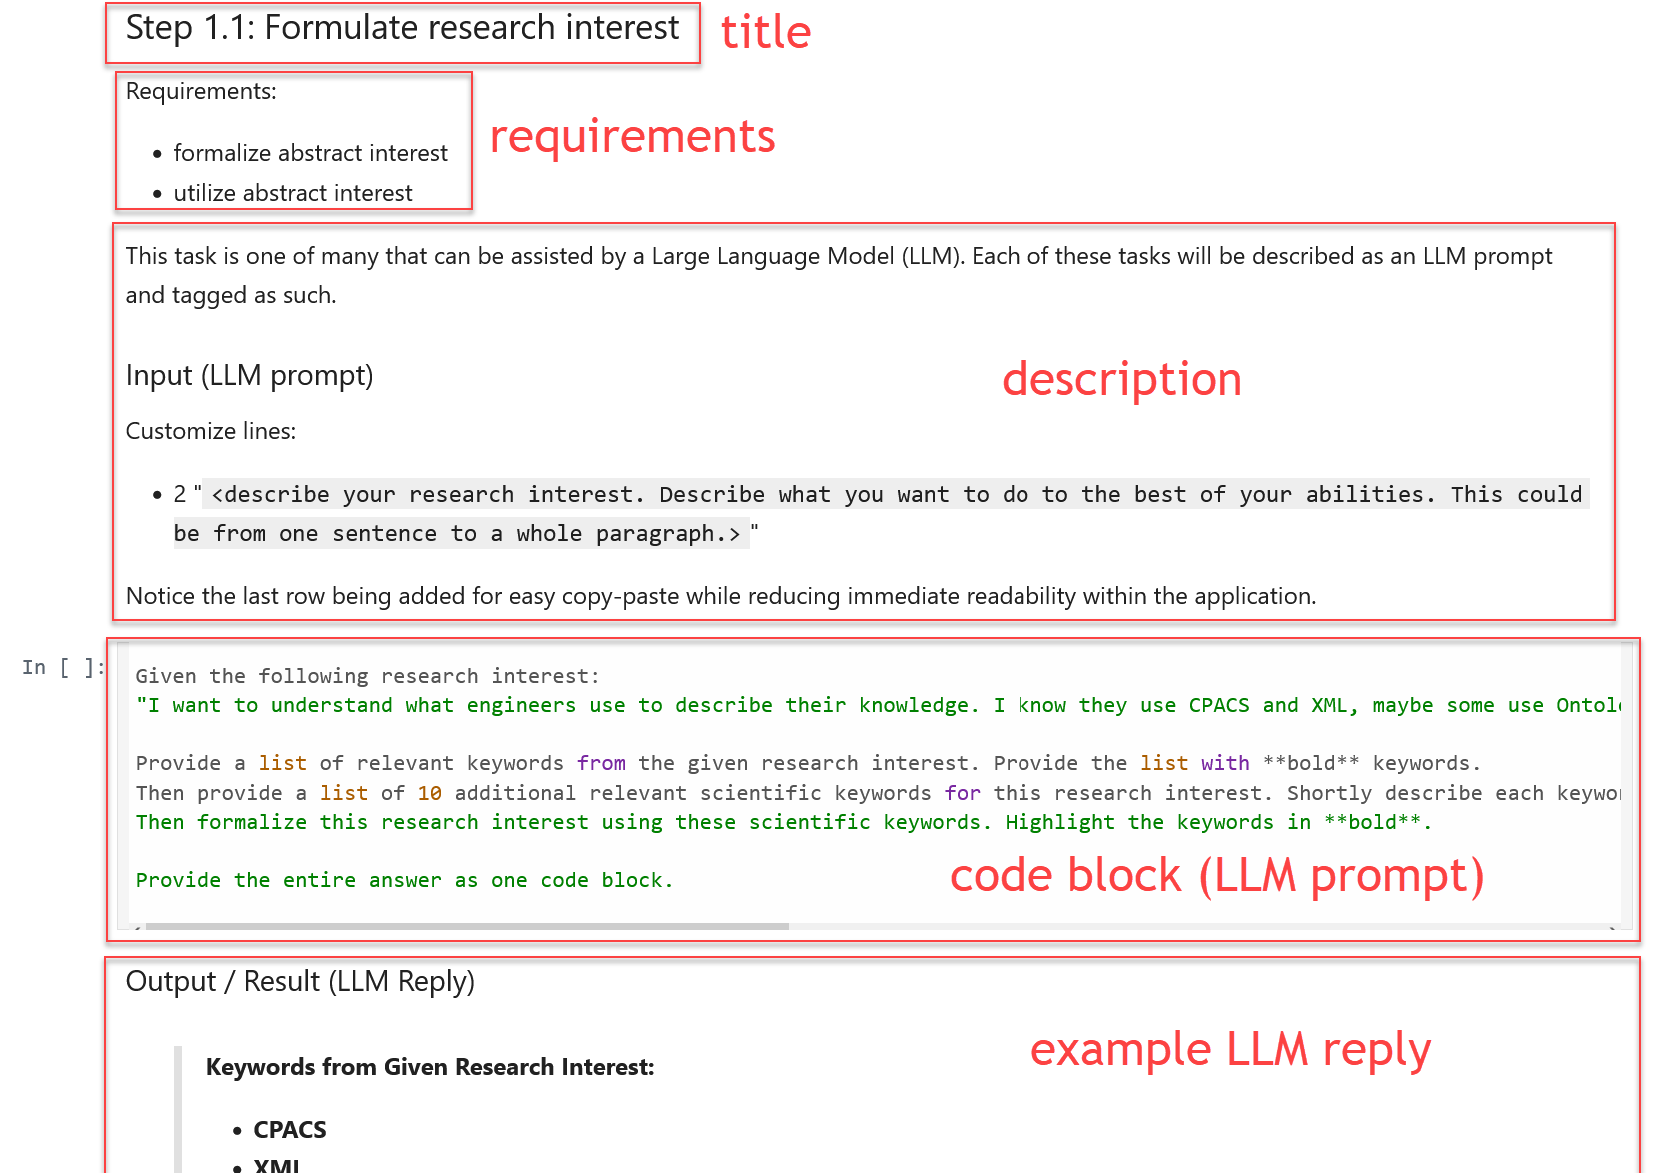 Step 1.1: Formulate research interest
title
Requirements:
requirements
• formalize abstract interest
• utilize abstract interest
This task is one of many that can be assisted by a Large Language Model (LLM). Each of these tasks will be described as an LLM prompt
and tagged as such.
Input (LLM prompt)
description
Customize lines:
• 2 "<describe your research interest. Describe what you want to do to the best of your abilities. This could
be from one sentence to a whole paragraph.>"
Notice the last row being added for easy copy-paste while reducing immediate readability within the application.
In [ ]:
Given the following research interest:
"I want to understand what engineers use to describe their knowledge. I know they use CPACS and XML, maybe some use
Provide a list of relevant keywords from the given research interest. Provide the list with **bold** keywords.
Then provide a list of 10 additional relevant scientific keywords for this research interest. Shortly describe each
Then formalize this research interest using these scientific keywords. Highlight the keywords in **bold**.
Provide the entire answer as one code block.
code block (LLM prompt)
Output / Result (LLM Reply)
example LLM reply
Keywords from Given Research Interest:
• CPACS
• XML